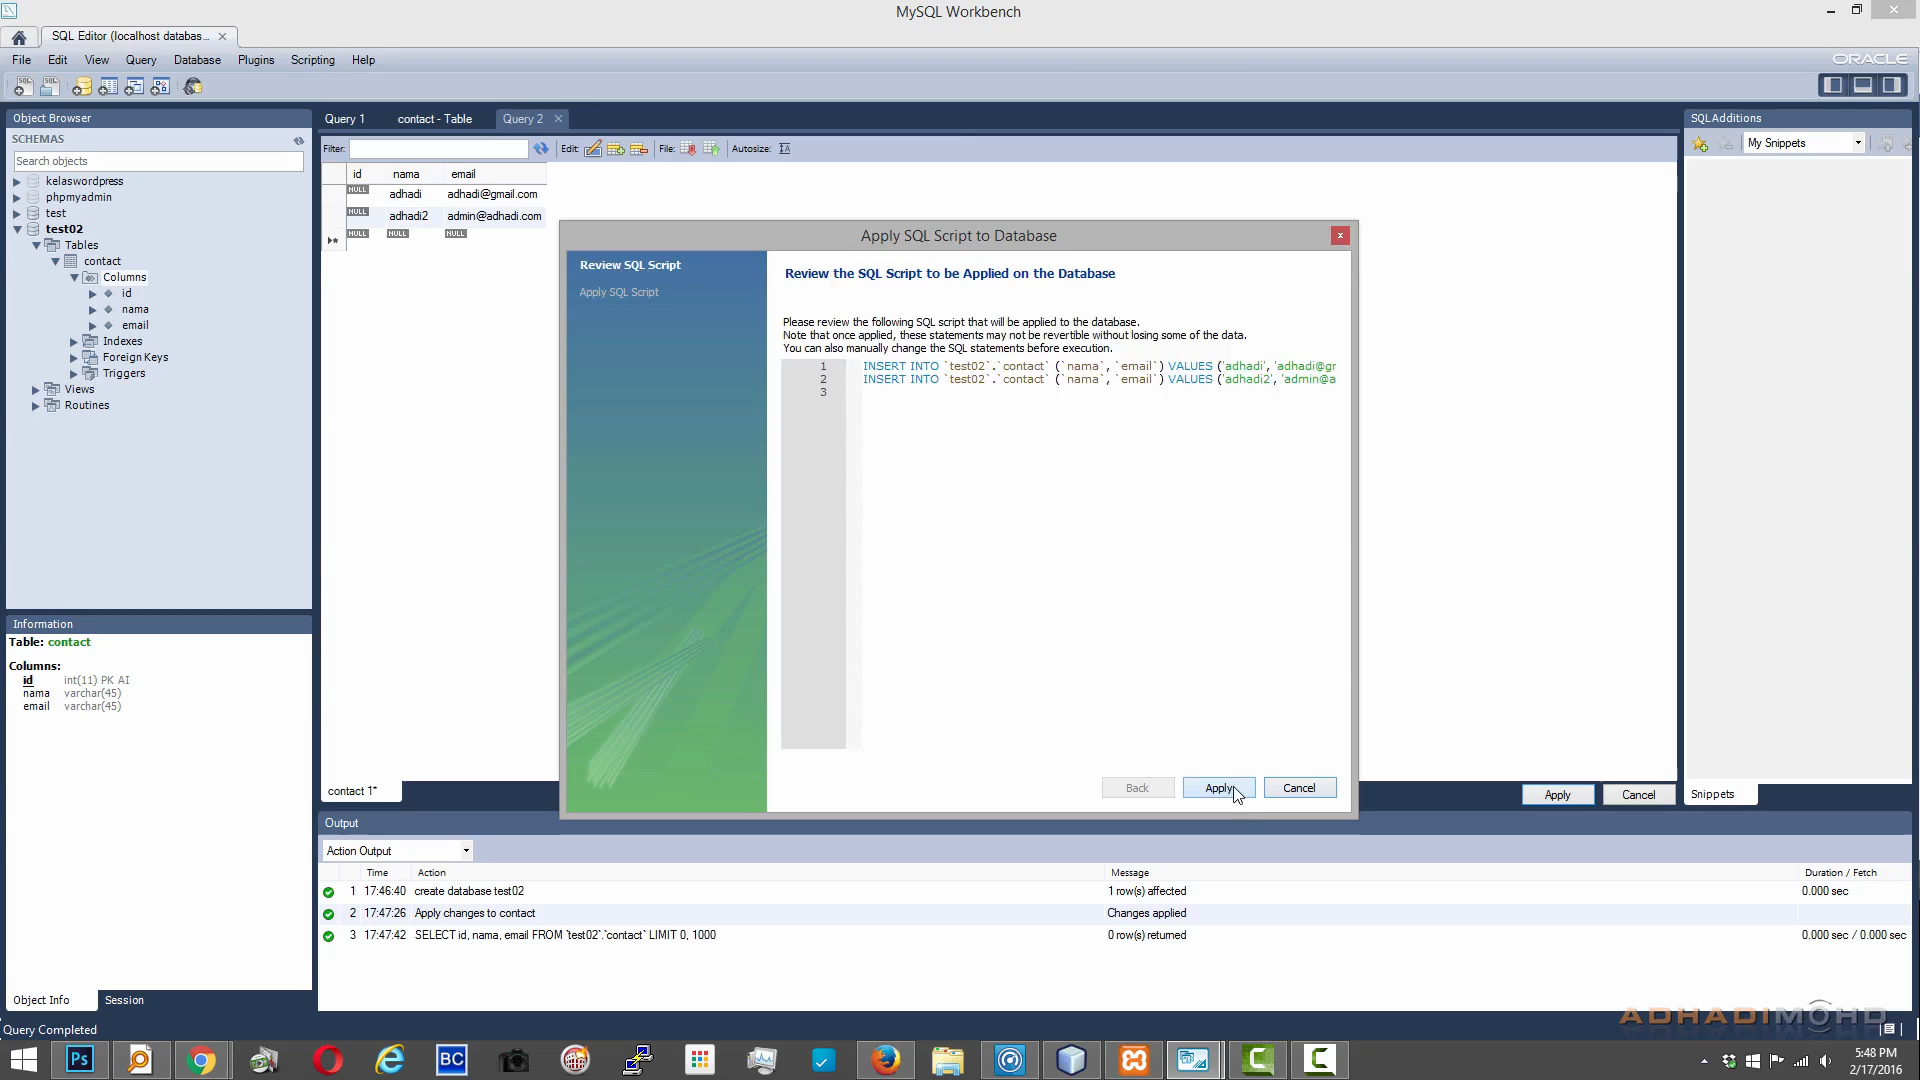 MySQL Workbench
SQL Editor (localhost databas...
File Edit View Query Database Plugins Scripting Help
ORACLE
Object Browser
SCHEMAS
Search objects
kelaswordpress
phpmyadmin
test
test02
Tables
contact
Columns
id
nama
email
Indexes
Foreign Keys
Triggers
Views
Routines
Information
Table: contact
Columns:
id int(11) PK AI
nama varchar(45)
email varchar(45)
Object Info Session
Query Completed
Query 1 contact - Table Query 2
Filter: Edit: File: Autosize:
id nama email
NULL adhadi adhadi@gmail.com
NULL adhadi2 admin@adhadi.com
NULL NULL NULL
contact 1*
Apply Cancel
Apply SQL Script to Database
Review SQL Script
Apply SQL Script
Review the SQL Script to be Applied on the Database
Please review the following SQL script that will be applied to the database.
Note that once applied, these statements may not be revertible without losing some of the data.
You can also manually change the SQL statements before execution.
1 INSERT INTO `test02`.`contact` (`nama`, `email`) VALUES ('adhadi', 'adhadi@gr
2 INSERT INTO `test02`.`contact` (`nama`, `email`) VALUES ('adhadi2', 'admin@a
3
Back Apply Cancel
SQL Additions
My Snippets
Snippets
Output
Action Output
Time Action Message Duration / Fetch
1 17:46:40 create database test02 1 row(s) affected 0.000 sec
2 17:47:26 Apply changes to contact Changes applied
3 17:47:42 SELECT id, nama, email FROM `test02`.`contact` LIMIT 0, 1000 0 row(s) returned 0.000 sec / 0.000 sec
ADHADIMOHD
Ps
BC
5:48 PM
2/17/2016